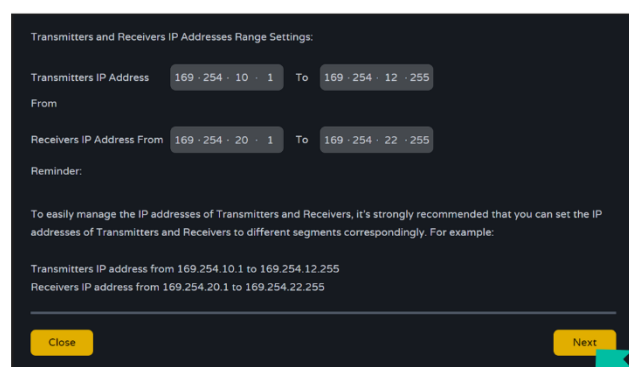 Transmitters and Receivers IP Addresses Range Settings:
Transmitters IP Address From 169 · 254 · 10 · 1 To 169 · 254 · 12 · 255
Receivers IP Address From 169 · 254 · 20 · 1 To 169 · 254 · 22 · 255
Reminder:
To easily manage the IP addresses of Transmitters and Receivers, it's strongly recommended that you can set the IP
addresses of Transmitters and Receivers to different segments correspondingly. For example:
Transmitters IP address from 169.254.10.1 to 169.254.12.255
Receivers IP address from 169.254.20.1 to 169.254.22.255
Close Next